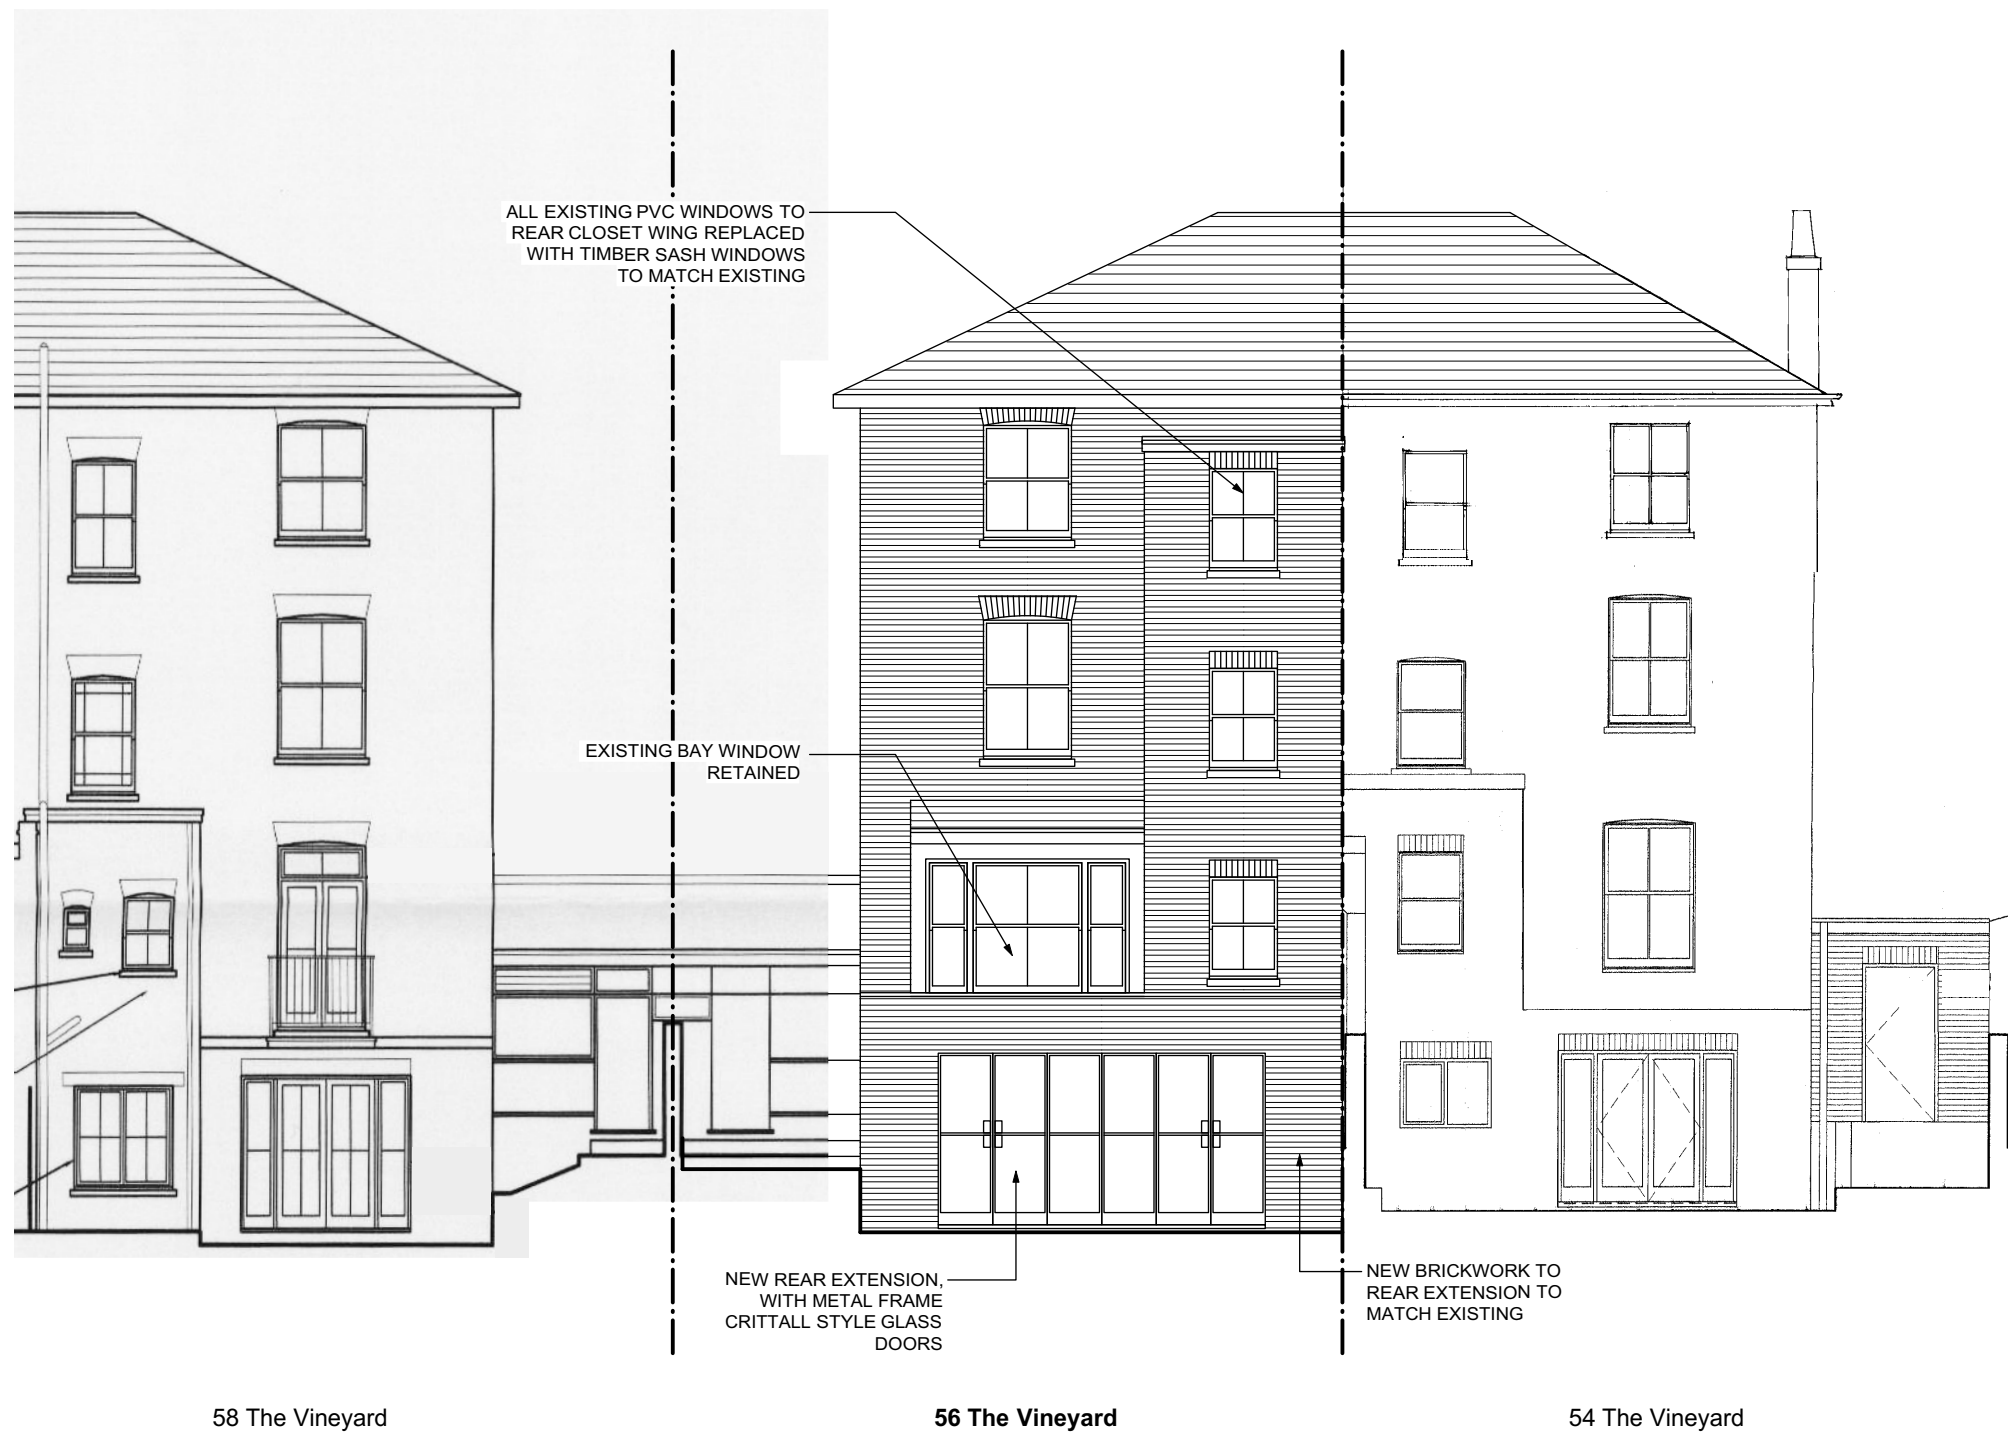 ALL EXISTING PVC WINDOWS TO
REAR CLOSET WING REPLACED
WITH TIMBER SASH WINDOWS
TO MATCH EXISTING
EXISTING BAY WINDOW
RETAINED
NEW REAR EXTENSION,
WITH METAL FRAME
CRITTALL STYLE GLASS
DOORS
NEW BRICKWORK TO
REAR EXTENSION TO
MATCH EXISTING
58 The Vineyard
56 The Vineyard
54 The Vineyard